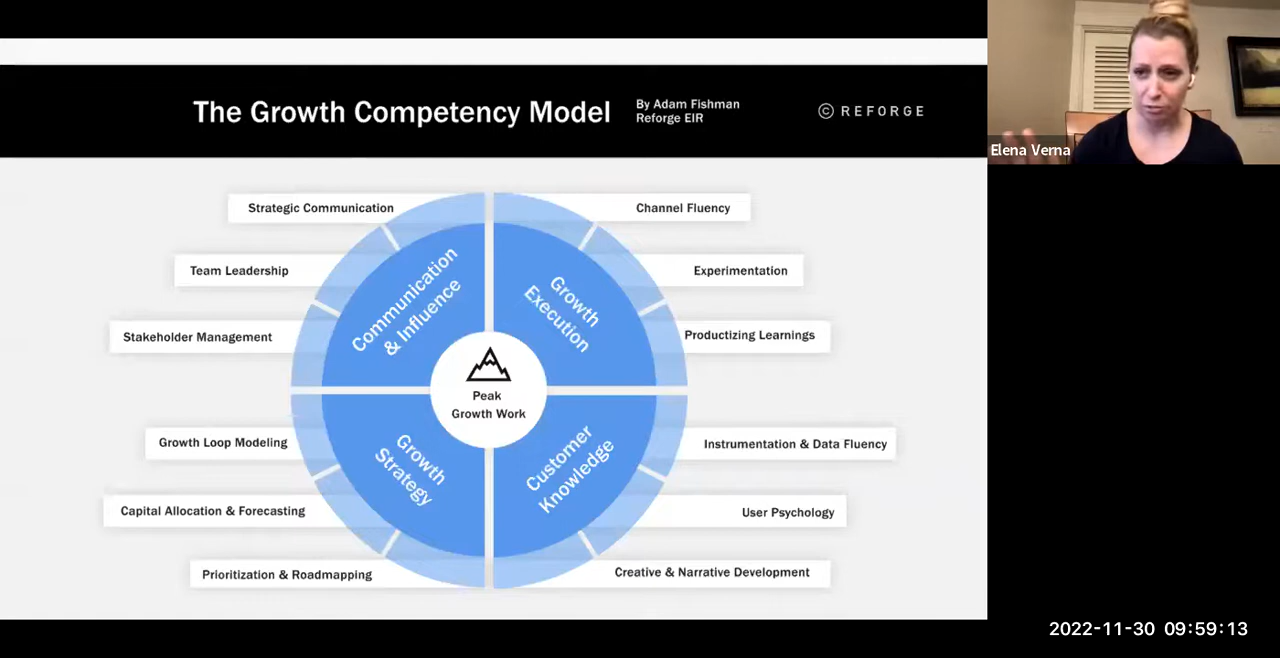 The Growth Competency Model
By Adam Fishman
Reforge EIR
© REFORGE
Elena Verna
Strategic Communication
Team Leadership
Stakeholder Management
Growth Loop Modeling
Capital Allocation & Forecasting
Prioritization & Roadmapping
Communication
& Influence
Growth
Execution
Growth
Strategy
Customer
Knowledge
Peak
Growth Work
Channel Fluency
Experimentation
Productizing Learnings
Instrumentation & Data Fluency
User Psychology
Creative & Narrative Development
2022-11-30 09:59:13